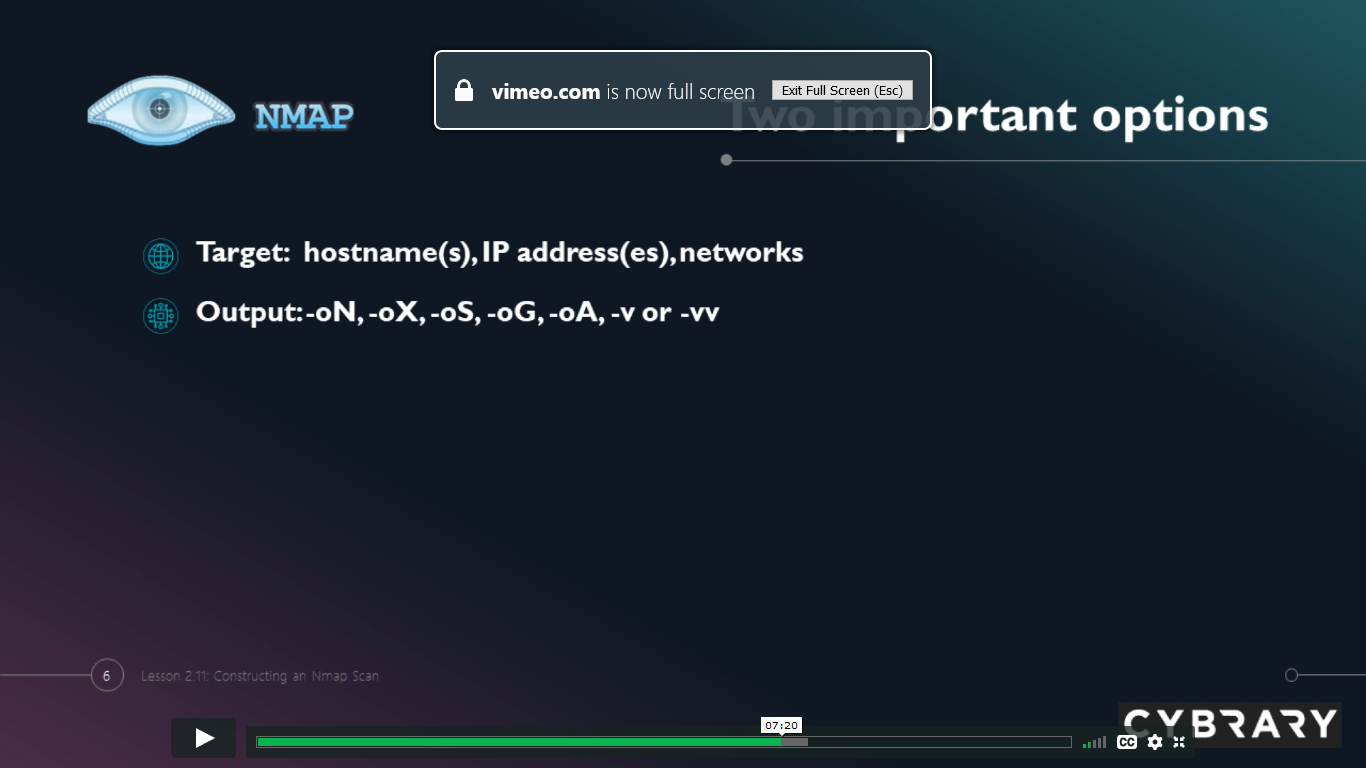 vimeo.com is now full screen
Exit Full Screen (Esc)
NMAP
Two important options
Target: hostname(s), IP address(es), networks
Output: -oN, -oX, -oS, -oG, -oA, -v or -vv
6
Lesson 2.11: Constructing an Nmap Scan
CYBRARY
07:20
CC